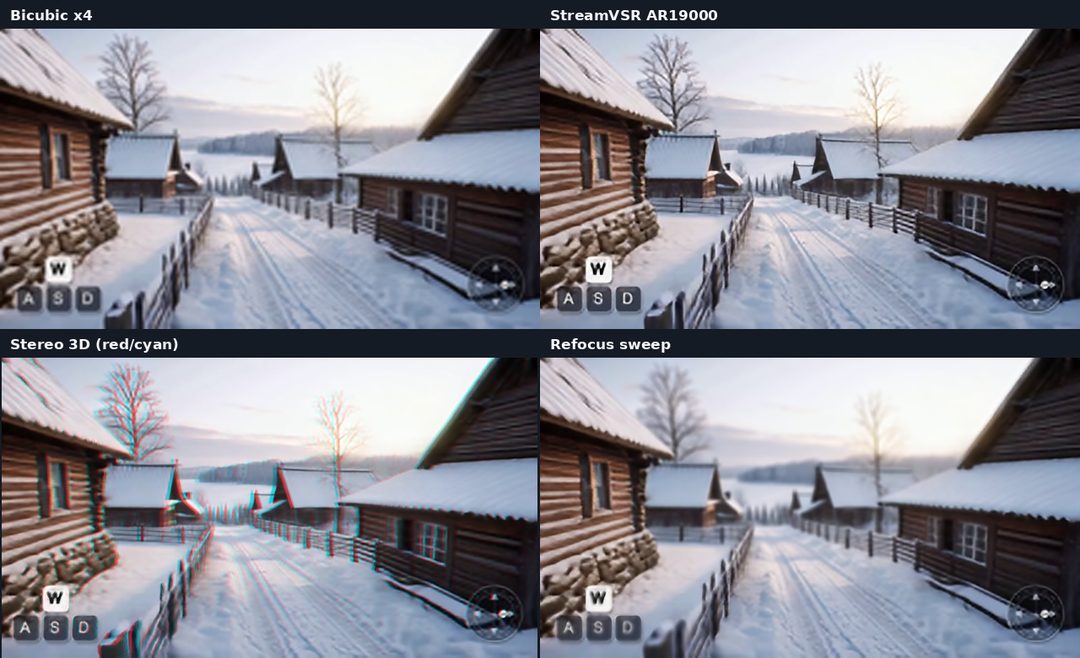 Bicubic x4
StreamVSR AR19000
W
A S D
W
A S D
Stereo 3D (red/cyan)
Refocus sweep
W
A S D
W
A S D